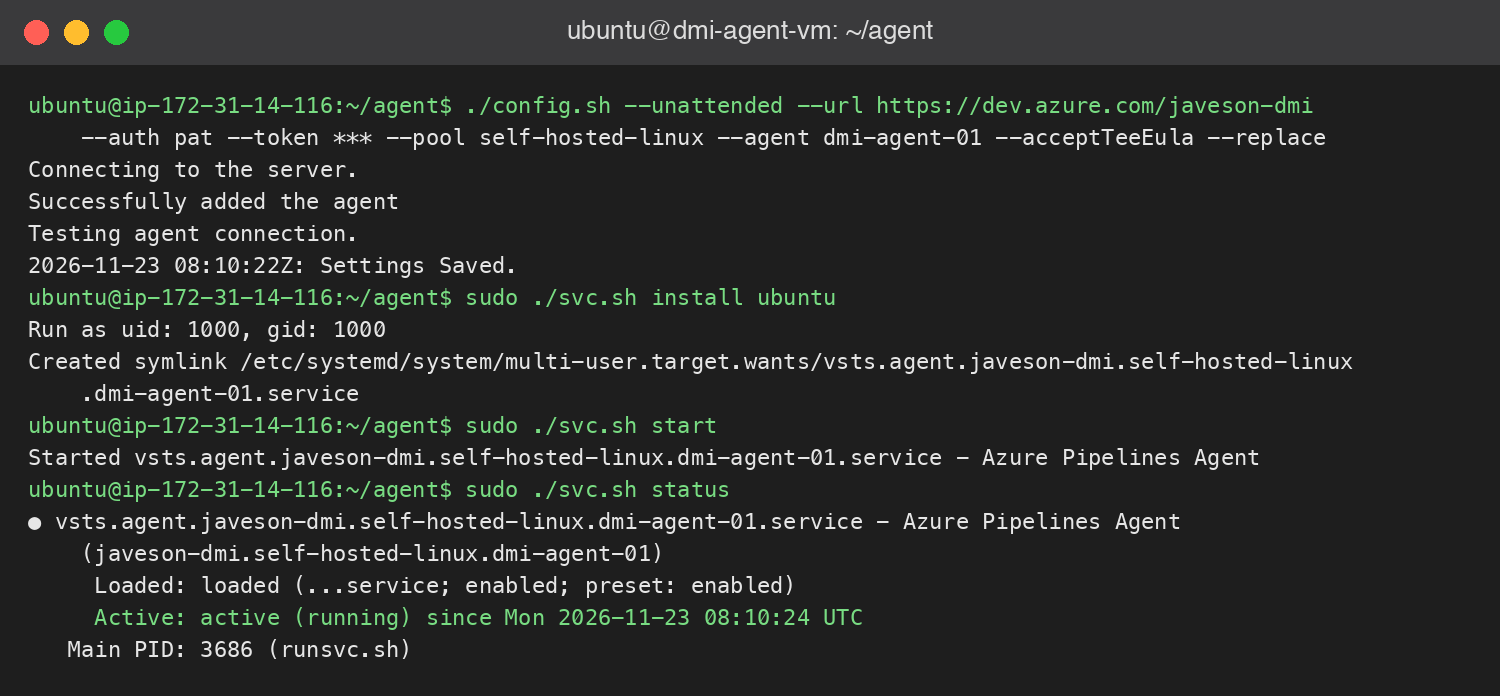 ubuntu@dmi-agent-vm: ~/agent
ubuntu@ip-172-31-14-116:~/agent$ ./config.sh --unattended --url https://dev.azure.com/javeson-dmi
--auth pat --token *** --pool self-hosted-linux --agent dmi-agent-01 --acceptTeeEula --replace
Connecting to the server.
Successfully added the agent
Testing agent connection.
2026-11-23 08:10:22Z: Settings Saved.
ubuntu@ip-172-31-14-116:~/agent$ sudo ./svc.sh install ubuntu
Run as uid: 1000, gid: 1000
Created symlink /etc/systemd/system/multi-user.target.wants/vsts.agent.javeson-dmi.self-hosted-linux
.dmi-agent-01.service
ubuntu@ip-172-31-14-116:~/agent$ sudo ./svc.sh start
Started vsts.agent.javeson-dmi.self-hosted-linux.dmi-agent-01.service - Azure Pipelines Agent
ubuntu@ip-172-31-14-116:~/agent$ sudo ./svc.sh status
● vsts.agent.javeson-dmi.self-hosted-linux.dmi-agent-01.service - Azure Pipelines Agent
(javeson-dmi.self-hosted-linux.dmi-agent-01)
Loaded: loaded (...service; enabled; preset: enabled)
Active: active (running) since Mon 2026-11-23 08:10:24 UTC
Main PID: 3686 (runsvc.sh)